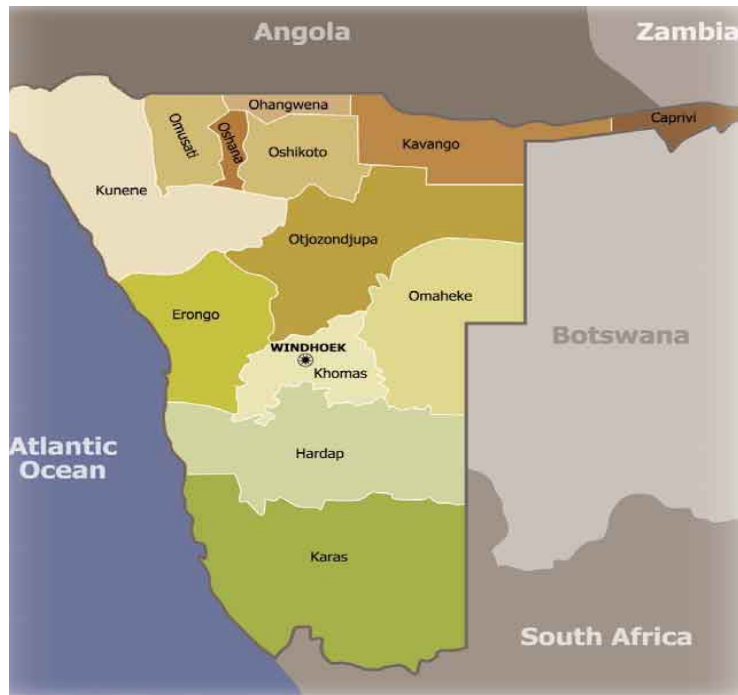 Angola
Zambia
Ohangwena
Caprivi
Omusati
Oshana
Kavango
Oshikoto
Kunene
Otjozondjupa
Omaheke
Erongo
Botswana
WINDHOEK
Khomas
Atlantic
Ocean
Hardap
Karas
South Africa